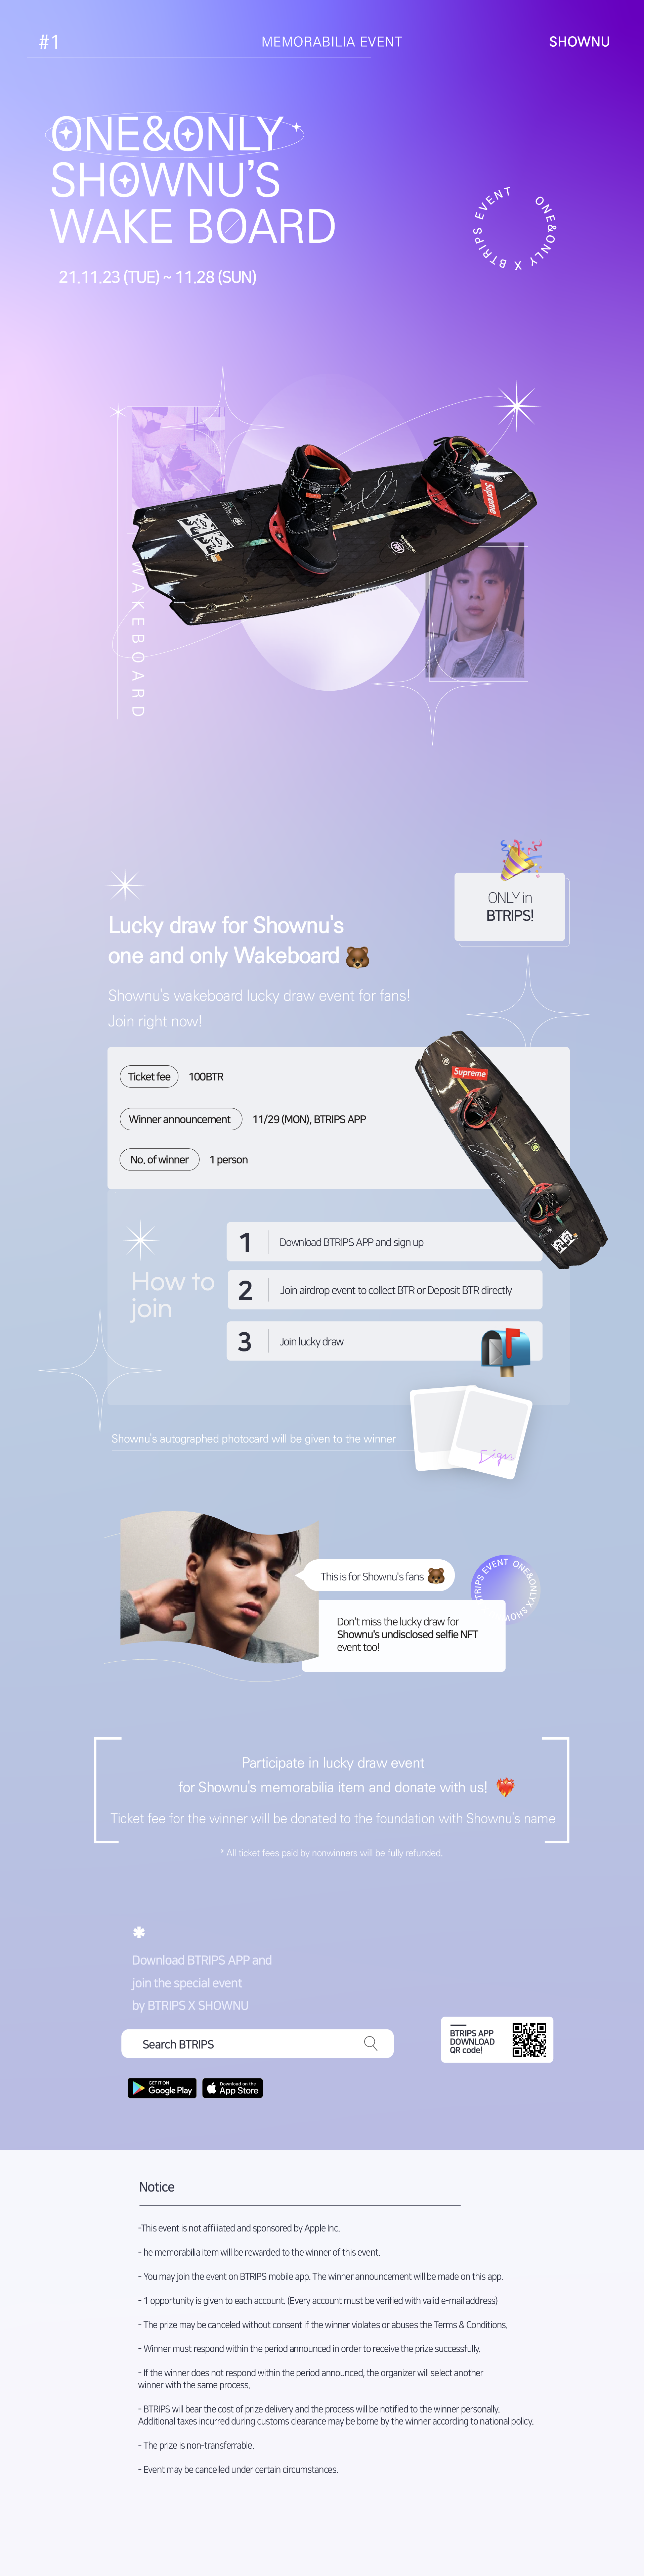 #1
MEMORABILIA EVENT
SHOWNU
ONE&ONLY
SHOWNU'S
WAKE BOARD
21.11.23 (TUE) ~ 11.28 (SUN)
ONE&ONLY X BTRIPS EVENT
Supreme
WAKEBOARD
ONLY in
BTRIPS!
Lucky draw for Shownu's
one and only Wakeboard
Shownu's wakeboard lucky draw event for fans!
Join right now!
Supreme
Ticket fee 100BTR
Winner announcement 11/29 (MON), BTRIPS APP
No. of winner 1 person
How to
join
1 Download BTRIPS APP and sign up
2 Join airdrop event to collect BTR or Deposit BTR directly
3 Join lucky draw
Shownu's autographed photocard will be given to the winner
Sign
This is for Shownu's fans
TRIPS EVENT ONE&ONLY X SHOW
Don't miss the lucky draw for
Shownu's undisclosed selfie NFT
event too!
Participate in lucky draw event
for Shownu's memorabilia item and donate with us!
Ticket fee for the winner will be donated to the foundation with Shownu's name
* All ticket fees paid by nonwinners will be fully refunded.
Download BTRIPS APP and
join the special event
by BTRIPS X SHOWNU
Search BTRIPS
BTRIPS APP
DOWNLOAD
QR code!
GET IT ON
Google Play
Download on the
App Store
Notice
-This event is not affiliated and sponsored by Apple Inc.
- he memorabilia item will be rewarded to the winner of this event.
- You may join the event on BTRIPS mobile app. The winner announcement will be made on this app.
- 1 opportunity is given to each account. (Every account must be verified with valid e-mail address)
- The prize may be canceled without consent if the winner violates or abuses the Terms & Conditions.
- Winner must respond within the period announced in order to receive the prize successfully.
- If the winner does not respond within the period announced, the organizer will select another
winner with the same process.
- BTRIPS will bear the cost of prize delivery and the process will be notified to the winner personally.
Additional taxes incurred during customs clearance may be borne by the winner according to national policy.
- The prize is non-transferrable.
- Event may be cancelled under certain circumstances.